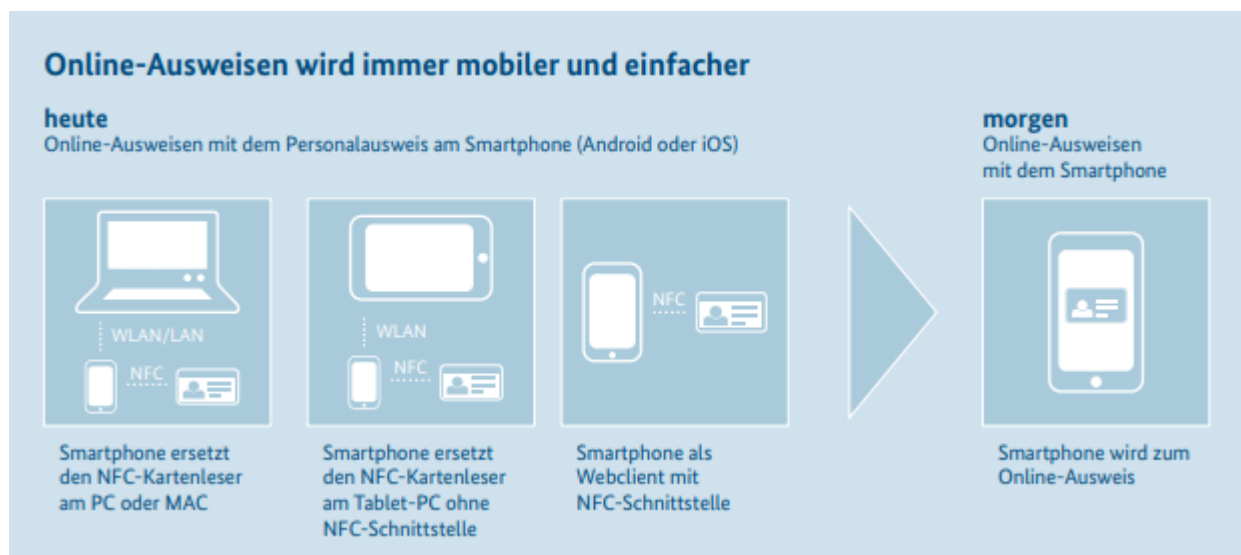 Online-Ausweisen wird immer mobiler und einfacher
heute
Online-Ausweisen mit dem Personalausweis am Smartphone (Android oder iOS)
morgen
Online-Ausweisen
mit dem Smartphone
WLAN/LAN
NFC
WLAN
NFC
NFC
Smartphone ersetzt
den NFC-Kartenleser
am PC oder MAC
Smartphone ersetzt
den NFC-Kartenleser
am Tablet-PC ohne
NFC-Schnittstelle
Smartphone als
Webclient mit
NFC-Schnittstelle
Smartphone wird zum
Online-Ausweis